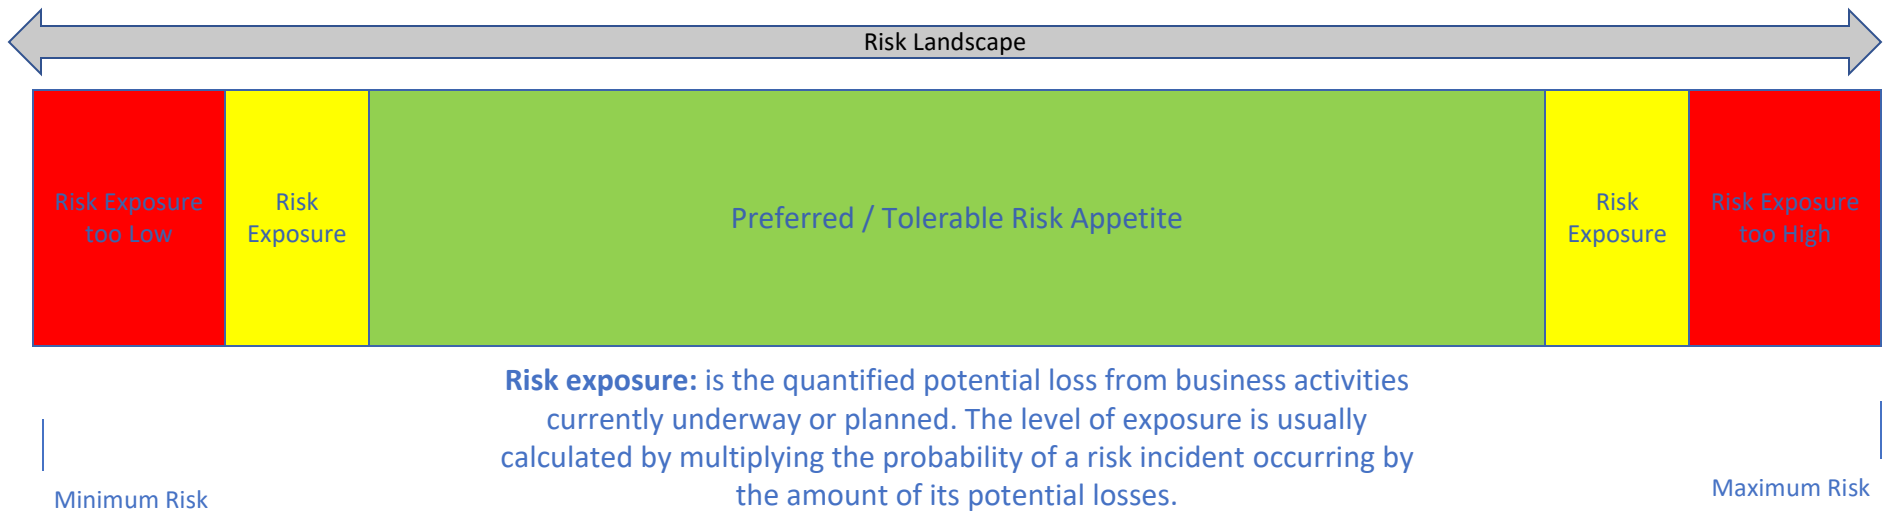 Risk Landscape
Risk Exposure
too Low
Risk
Exposure
Preferred / Tolerable Risk Appetite
Risk
Exposure
Risk Exposure
too High
Risk exposure: is the quantified potential loss from business activities
currently underway or planned. The level of exposure is usually
calculated by multiplying the probability of a risk incident occurring by
the amount of its potential losses.
Minimum Risk
Maximum Risk